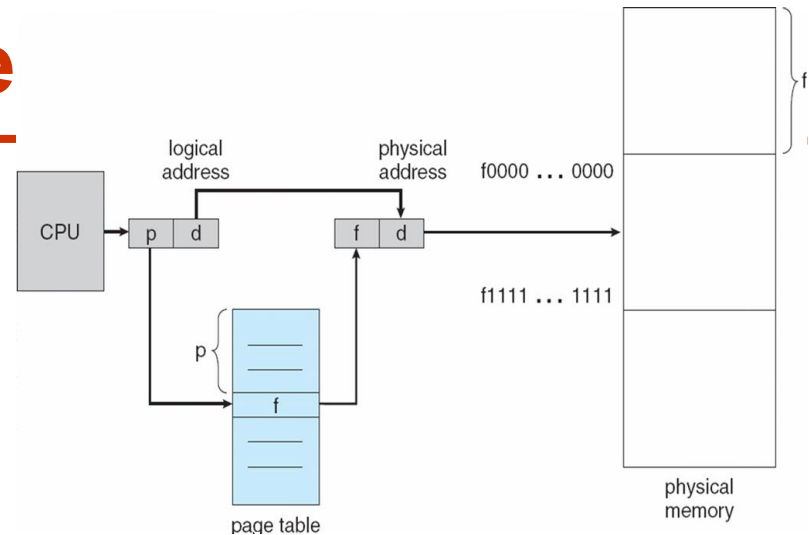 e
f
logical
address
physical
address
f0000 ... 0000
CPU
p
d
f
d
f1111 ... 1111
p
f
page table
physical
memory